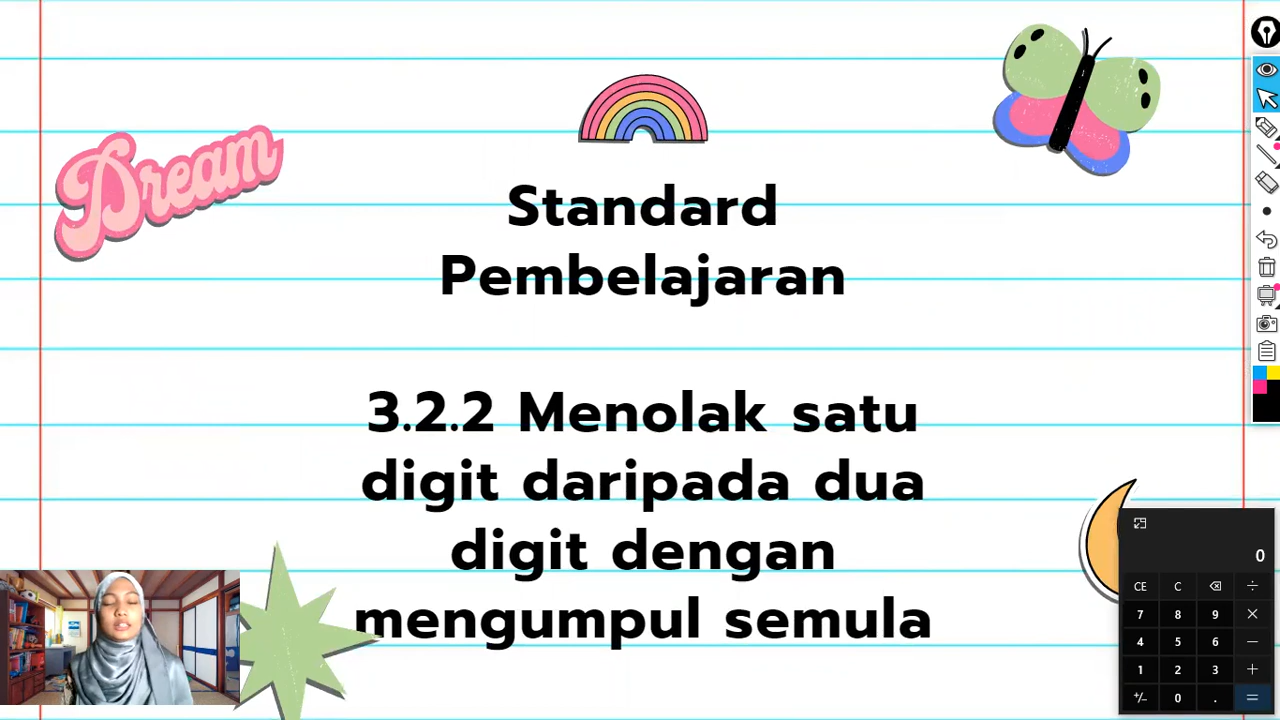 Dream
Standard
Pembelajaran
3.2.2 Menolak satu
digit daripada dua
digit dengan
mengumpul semula
0
CE C ⌫ ÷
7 8 9 ×
4 5 6 −
1 2 3 +
+/− 0 . =